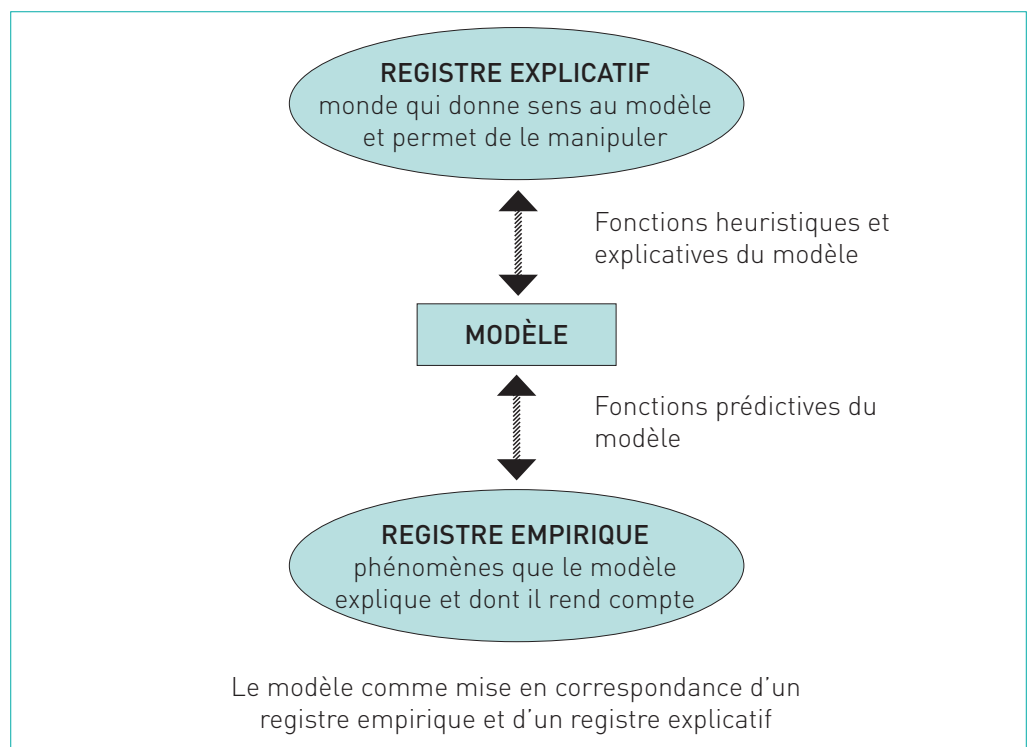 REGISTRE EXPLICATIF
monde qui donne sens au modèle
et permet de le manipuler
Fonctions heuristiques et
explicatives du modèle
MODÈLE
Fonctions prédictives du
modèle
REGISTRE EMPIRIQUE
phénomènes que le modèle
explique et dont il rend compte
Le modèle comme mise en correspondance d’un
registre empirique et d’un registre explicatif